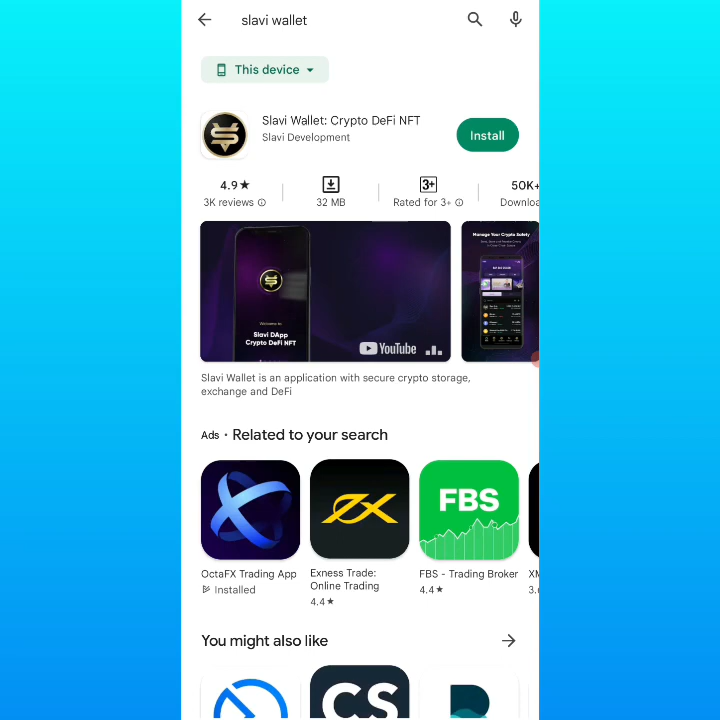 slavi wallet
This device
Slavi Wallet: Crypto DeFi NFT
Slavi Development
Install
4.9★
3K reviews
32 MB
3+
Rated for 3+
50K+
Downloa
Welcome to
Slavi DApp
Crypto DeFi NFT
YouTube
Manage Your Crypto Safely
Slavi Wallet is an application with secure crypto storage,
exchange and DeFi
Ads • Related to your search
FBS
OctaFX Trading App
Installed
Exness Trade:
Online Trading
4.4★
FBS - Trading Broker
4.4★
XM
3.
You might also like
CS